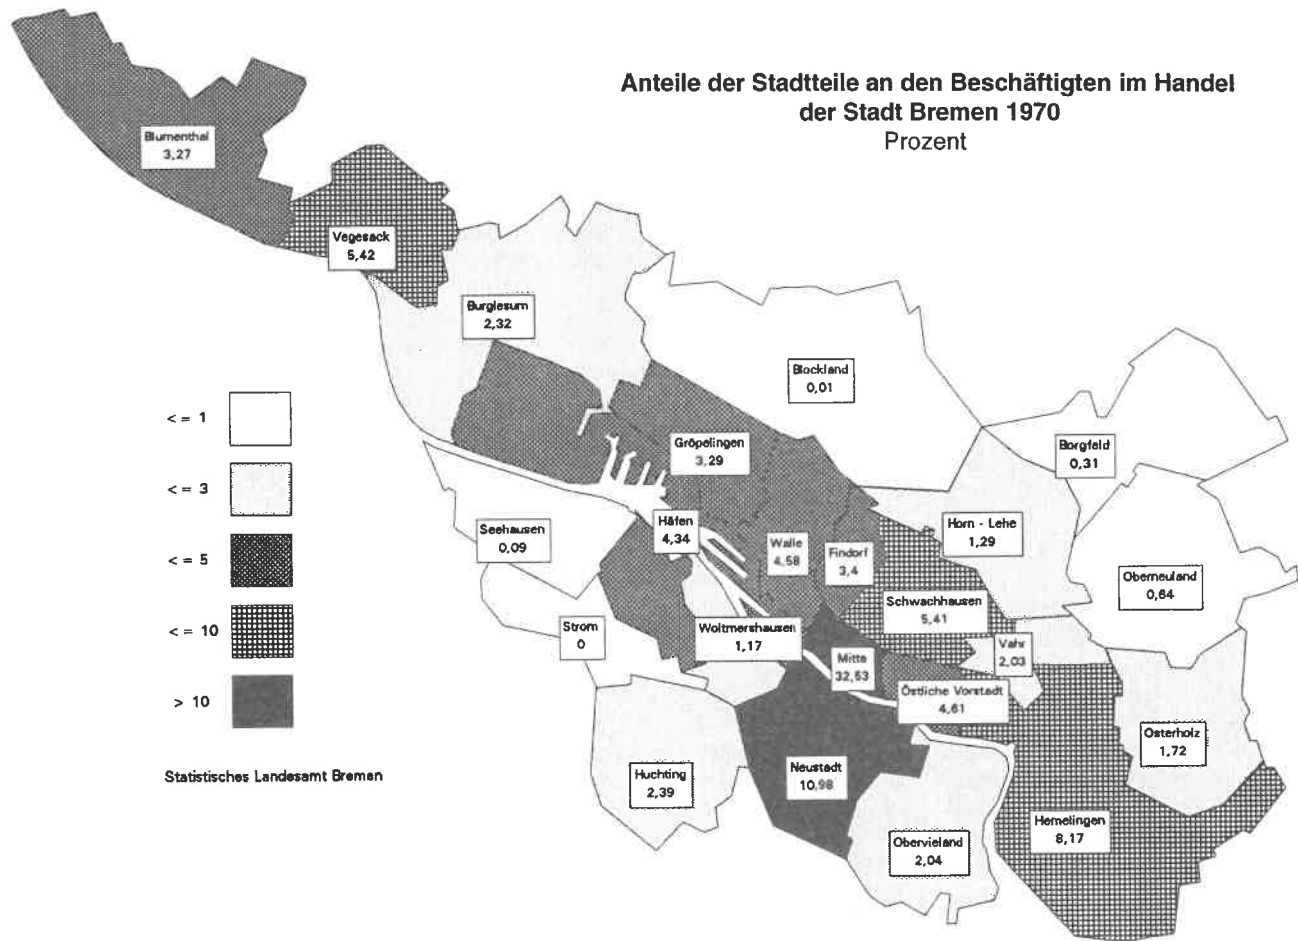 Anteile der Stadtteile an den Beschäftigten im Handel
der Stadt Bremen 1970
Prozent
Blumenthal
3,27
Vegesack
5,42
Burglesum
2,32
Blockland
0,01
Borgfeld
0,31
Gröpelingen
3,29
Häfen
4,34
Seehausen
0,09
Walle
4,58
Findorf
3,4
Horn - Lehe
1,29
Oberneuland
0,64
Schwachhausen
5,41
Strom
0
Woltmershausen
1,17
Mitte
32,53
Vahr
2,03
Östliche Vorstadt
4,61
Osterholz
1,72
Huchting
2,39
Neustadt
10,98
Hemelingen
8,17
Obervieland
2,04
<= 1
<= 3
<= 5
<= 10
> 10
Statistisches Landesamt Bremen